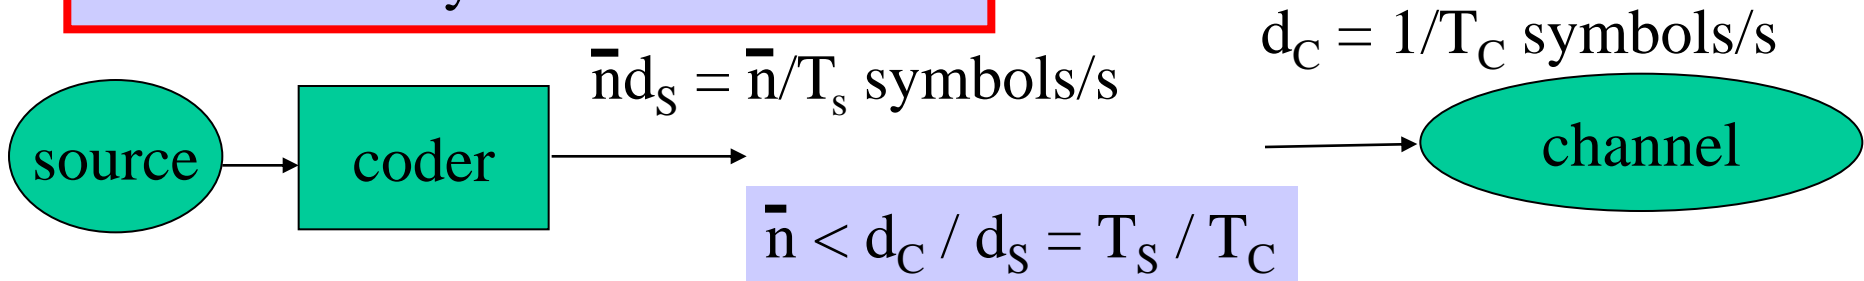 d_C = 1/T_C symbols/s
n̄d_S = n̄/T_s symbols/s
source
coder
channel
n̄ < d_C / d_S = T_S / T_C